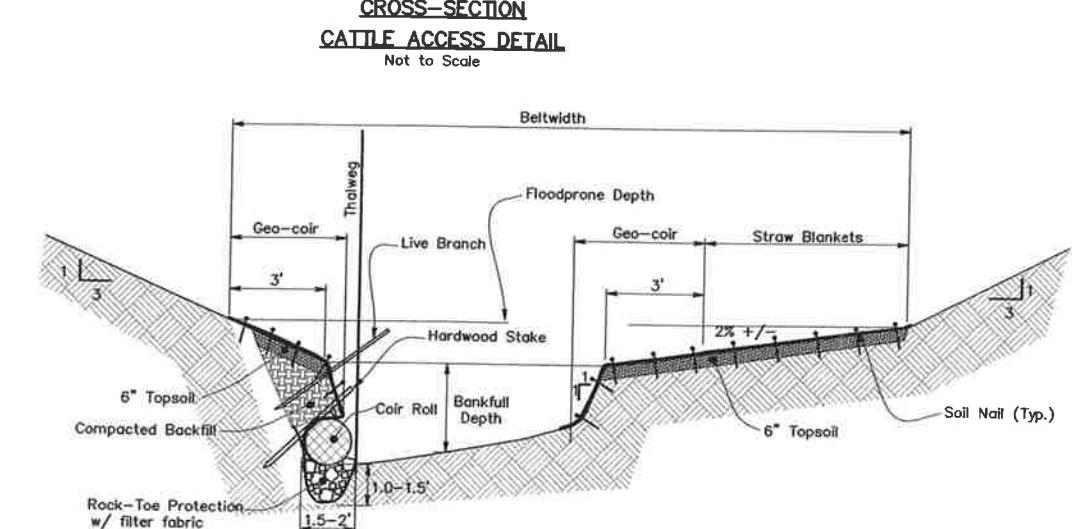 CROSS-SECTION
CATTLE ACCESS DETAIL
Not to Scale
Beltwidth
Thalweg
Floodprone Depth
Geo-coir
Live Branch
Geo-coir
Straw Blankets
1
3
3'
3'
1
3
Hardwood Stake
2% +/-
6" Topsoil
Coir Roll
Bankfull
Depth
1
1
Compacted Backfill
Soil Nail (Typ.)
6" Topsoil
Rock-Toe Protection
w/ filter fabric
1.0-1.5'
1.5-2'